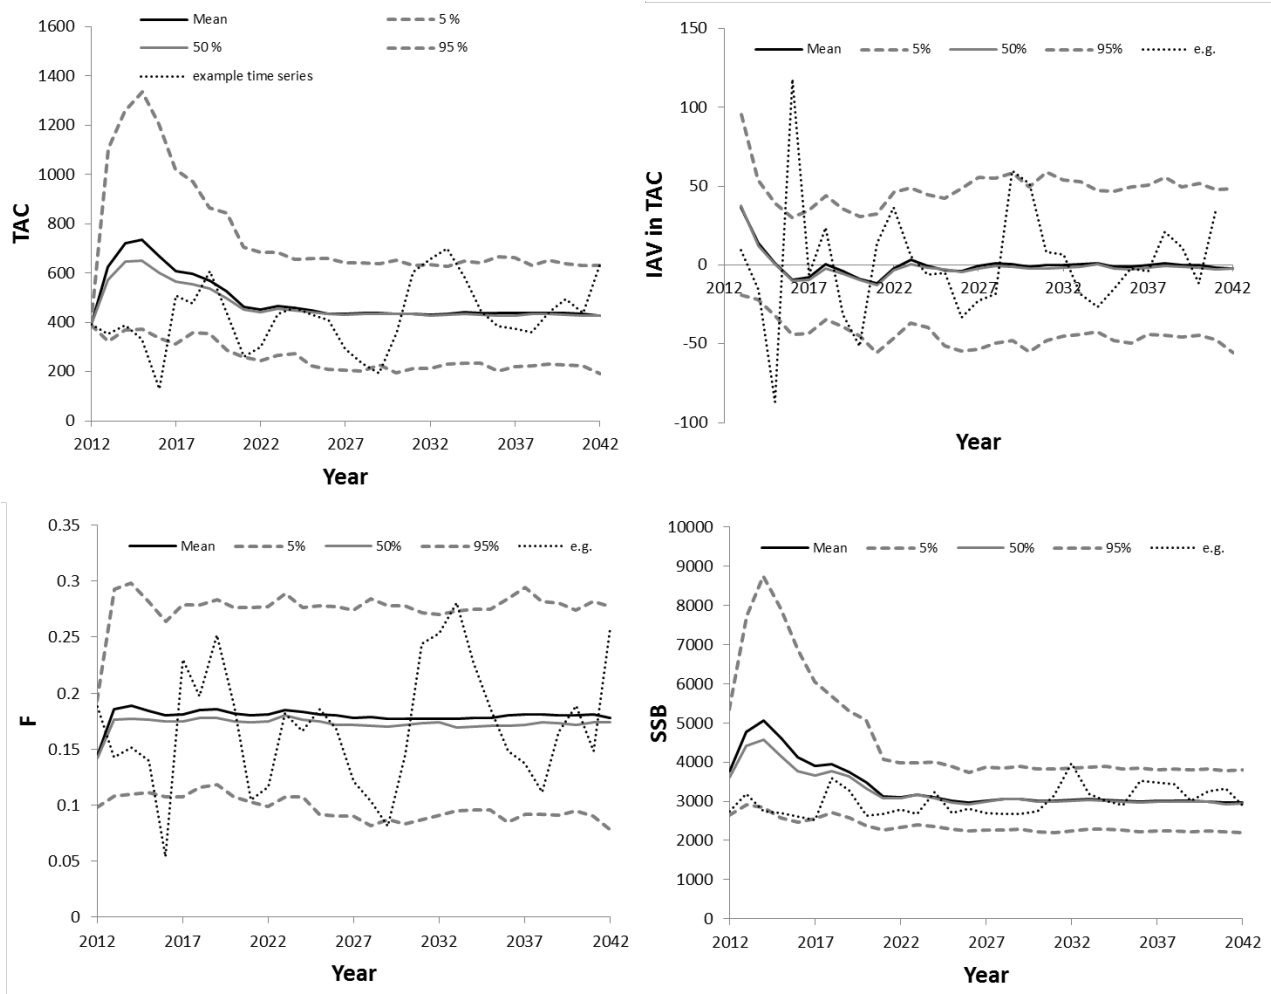 1600
1400
1200
1000
800
600
400
200
0
TAC
Mean
5 %
50 %
95 %
example time series
2012 2017 2022 2027 2032 2037 2042
Year
150
100
50
0
-50
-100
IAV in TAC
Mean 5% 50% 95% e.g.
2012 2017 2022 2027 2032 2037 2042
Year
0.35
0.3
0.25
0.2
0.15
0.1
0.05
0
F
Mean 5% 50% 95% e.g.
2012 2017 2022 2027 2032 2037 2042
Year
10000
9000
8000
7000
6000
5000
4000
3000
2000
1000
0
SSB
Mean 5% 50% 95% e.g.
2012 2017 2022 2027 2032 2037 2042
Year